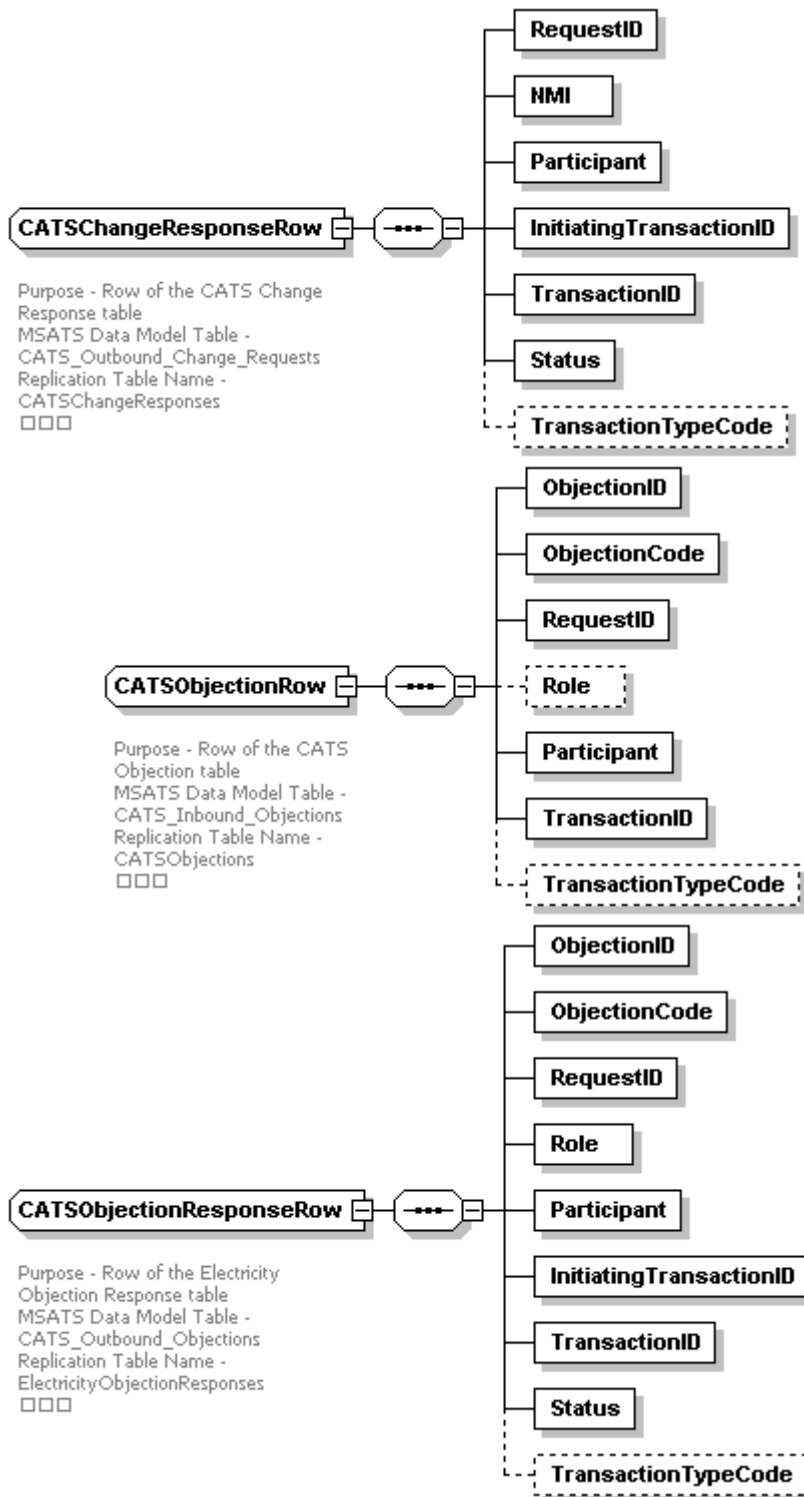 RequestID
NMI
Participant
CATSChangeResponseRow
InitiatingTransactionID
Purpose - Row of the CATS Change
Response table
MSATS Data Model Table -
CATS_Outbound_Change_Requests
Replication Table Name -
CATSChangeResponses
TransactionID
Status
TransactionTypeCode
ObjectionID
ObjectionCode
RequestID
CATSObjectionRow
Role
Purpose - Row of the CATS
Objection table
MSATS Data Model Table -
CATS_Inbound_Objections
Replication Table Name -
CATSObjections
Participant
TransactionID
TransactionTypeCode
ObjectionID
ObjectionCode
RequestID
Role
CATSObjectionResponseRow
Participant
Purpose - Row of the Electricity
Objection Response table
MSATS Data Model Table -
CATS_Outbound_Objections
Replication Table Name -
ElectricityObjectionResponses
InitiatingTransactionID
TransactionID
Status
TransactionTypeCode